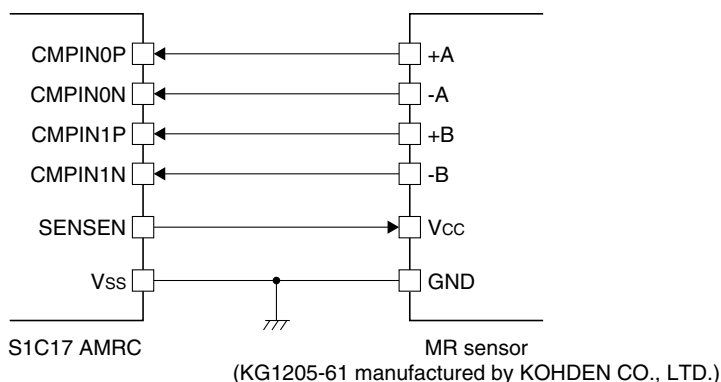 CMPIN0P +A
CMPIN0N -A
CMPIN1P +B
CMPIN1N -B
SENSEN VCC
VSS GND
S1C17 AMRC MR sensor
(KG1205-61 manufactured by KOHDEN CO., LTD.)